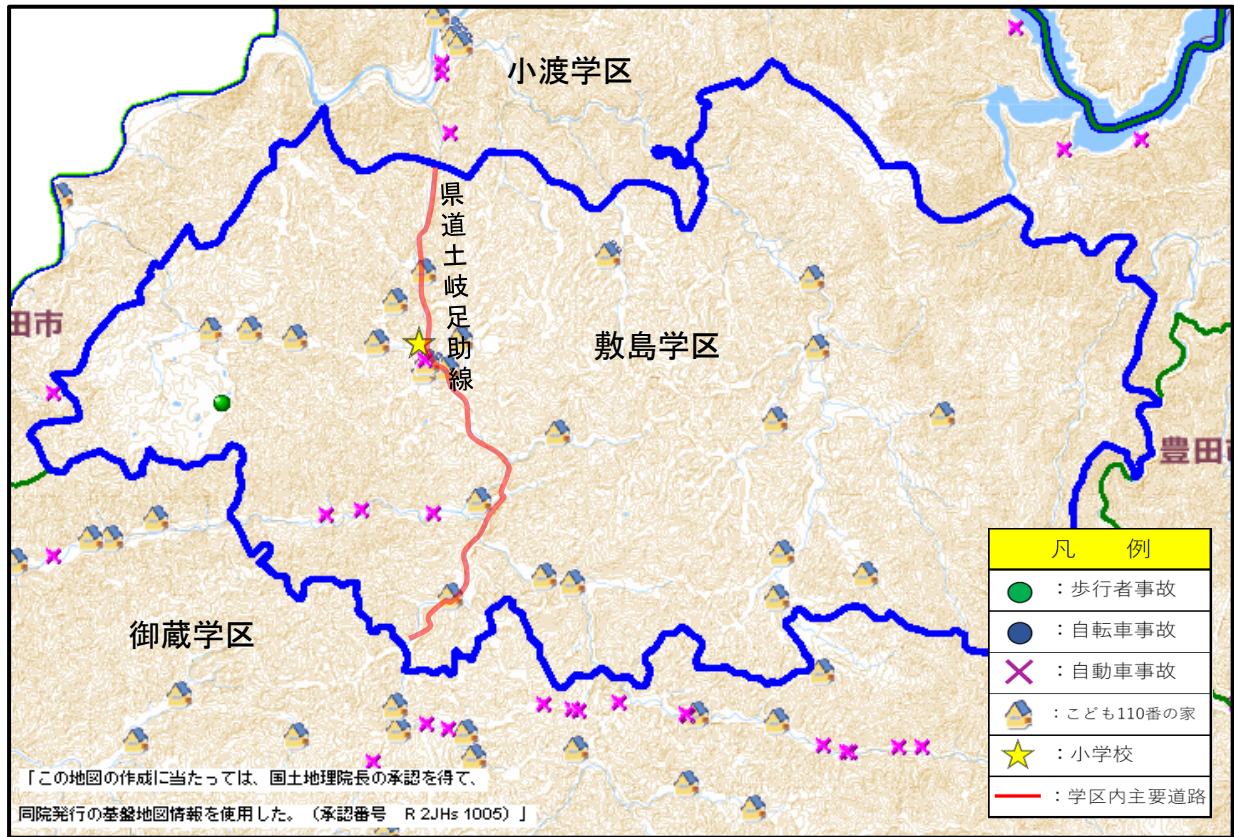 小渡学区
県道土岐足助線
田市
敷島学区
豊田市
御蔵学区
凡 例
：歩行者事故
：自転車事故
：自動車事故
：こども110番の家
：小学校
：学区内主要道路
「この地図の作成に当たっては、国土地理院長の承認を得て、
同院発行の基盤地図情報を使用した。（承認番号 R 2JHs 1005）」